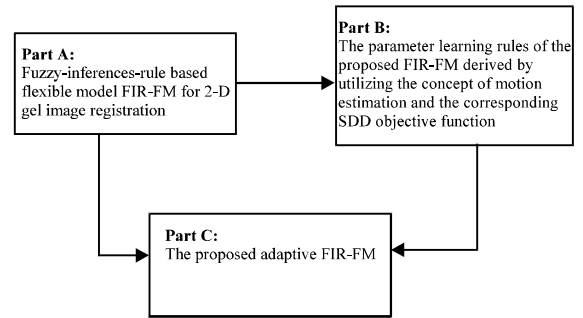 Part A:
Fuzzy-inferences-rule based
flexible model FIR-FM for 2-D
gel image registration
Part B:
The parameter learning rules of the
proposed FIR-FM derived by
utilizing the concept of motion
estimation and the corresponding
SDD objective function
Part C:
The proposed adaptive FIR-FM